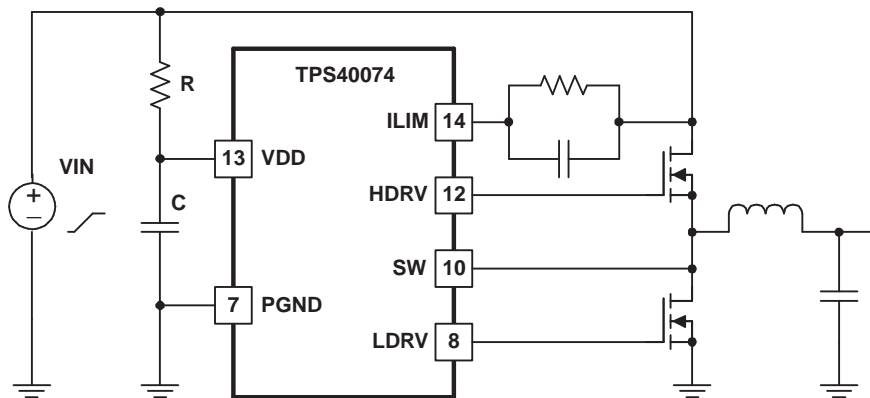 TPS40074
R
ILIM 14
13 VDD
VIN
+
−
C
HDRV 12
SW 10
7 PGND
LDRV 8